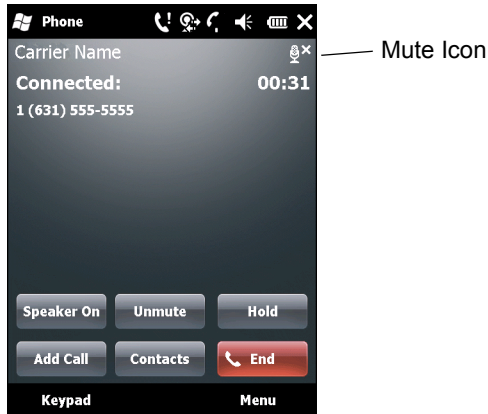 Phone
Carrier Name
Mute Icon
Connected: 00:31
1 (631) 555-5555
Speaker On Unmute Hold
Add Call Contacts End
Keypad Menu